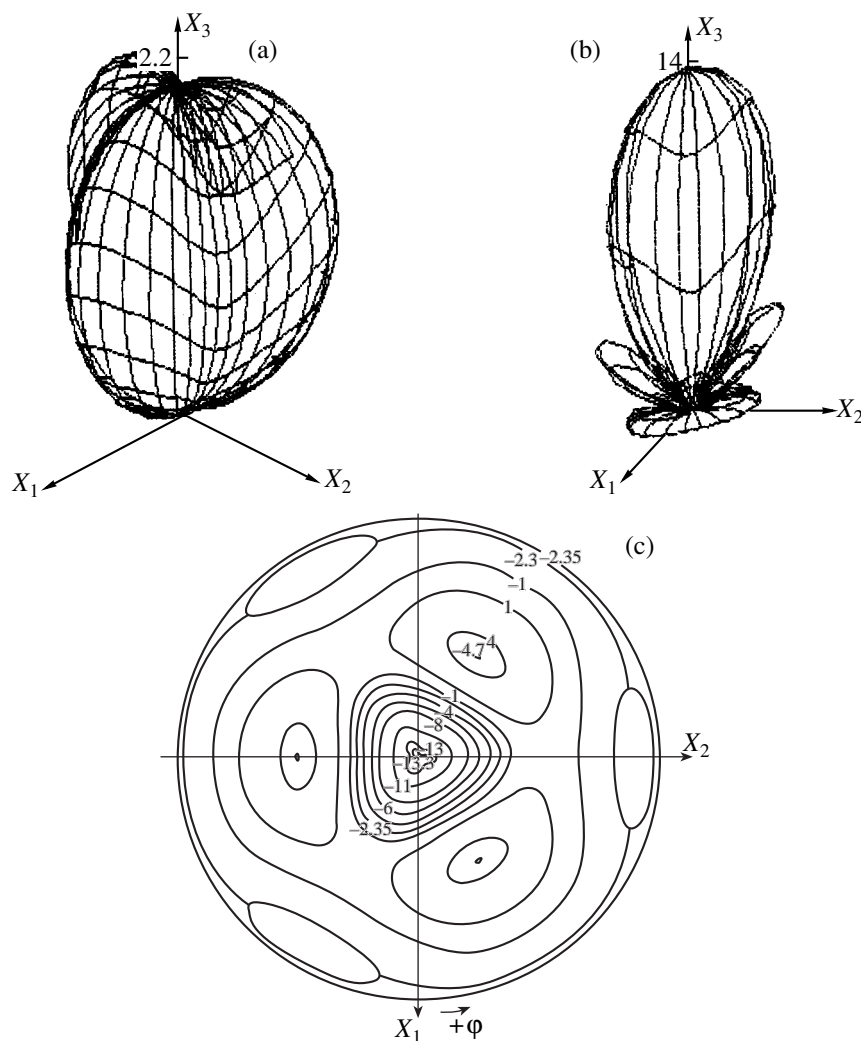 X3
2.2
(a)
X1
X2
X3
14
(b)
X2
X1
(c)
–2.3
–2.35
–1
1
4
–4.7
–1
–4
–8
–13
–13.3
–11
–6
–2.35
X2
X1
+φ